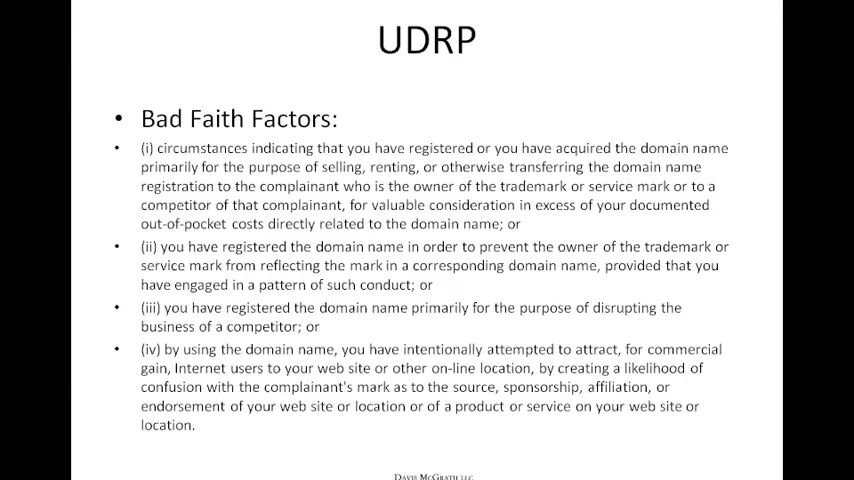 UDRP
• Bad Faith Factors:
• (i) circumstances indicating that you have registered or you have acquired the domain name
primarily for the purpose of selling, renting, or otherwise transferring the domain name
registration to the complainant who is the owner of the trademark or service mark or to a
competitor of that complainant, for valuable consideration in excess of your documented
out-of-pocket costs directly related to the domain name; or
• (ii) you have registered the domain name in order to prevent the owner of the trademark or
service mark from reflecting the mark in a corresponding domain name, provided that you
have engaged in a pattern of such conduct; or
• (iii) you have registered the domain name primarily for the purpose of disrupting the
business of a competitor; or
• (iv) by using the domain name, you have intentionally attempted to attract, for commercial
gain, Internet users to your web site or other on-line location, by creating a likelihood of
confusion with the complainant's mark as to the source, sponsorship, affiliation, or
endorsement of your web site or location or of a product or service on your web site or
location.
DAVIS MCGRATH LLC